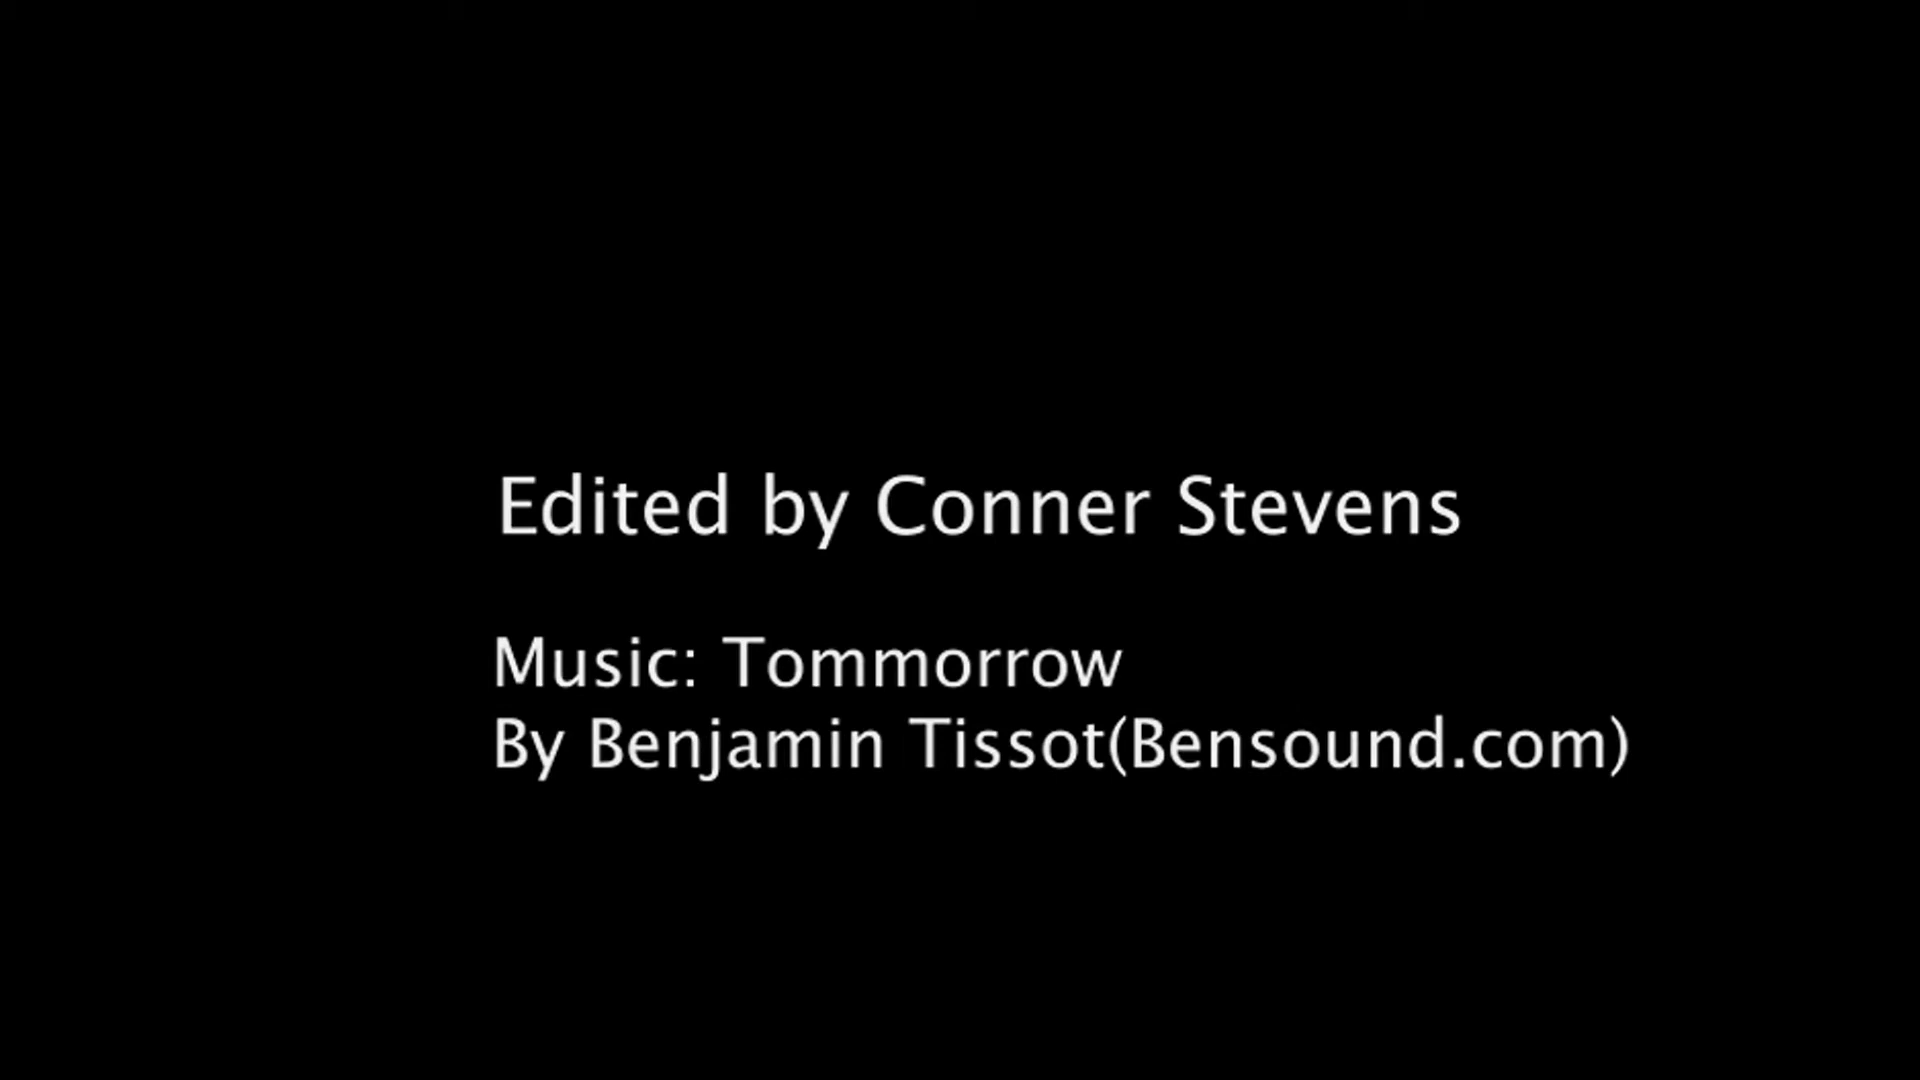 Edited by Conner Stevens
Music: Tommorrow
By Benjamin Tissot(Bensound.com)